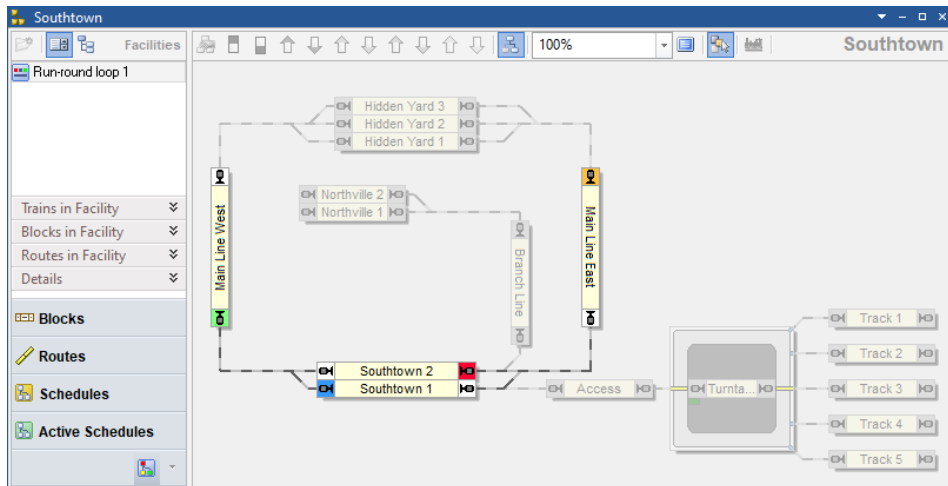 Southtown
Facilities
100%
Southtown
Run-round loop 1
Trains in Facility
Blocks in Facility
Routes in Facility
Details
Blocks
Routes
Schedules
Active Schedules
Hidden Yard 3
Hidden Yard 2
Hidden Yard 1
Northville 2
Northville 1
Main Line West
Branch Line
Main Line East
Southtown 2
Southtown 1
Access
Turnta...
Track 1
Track 2
Track 3
Track 4
Track 5